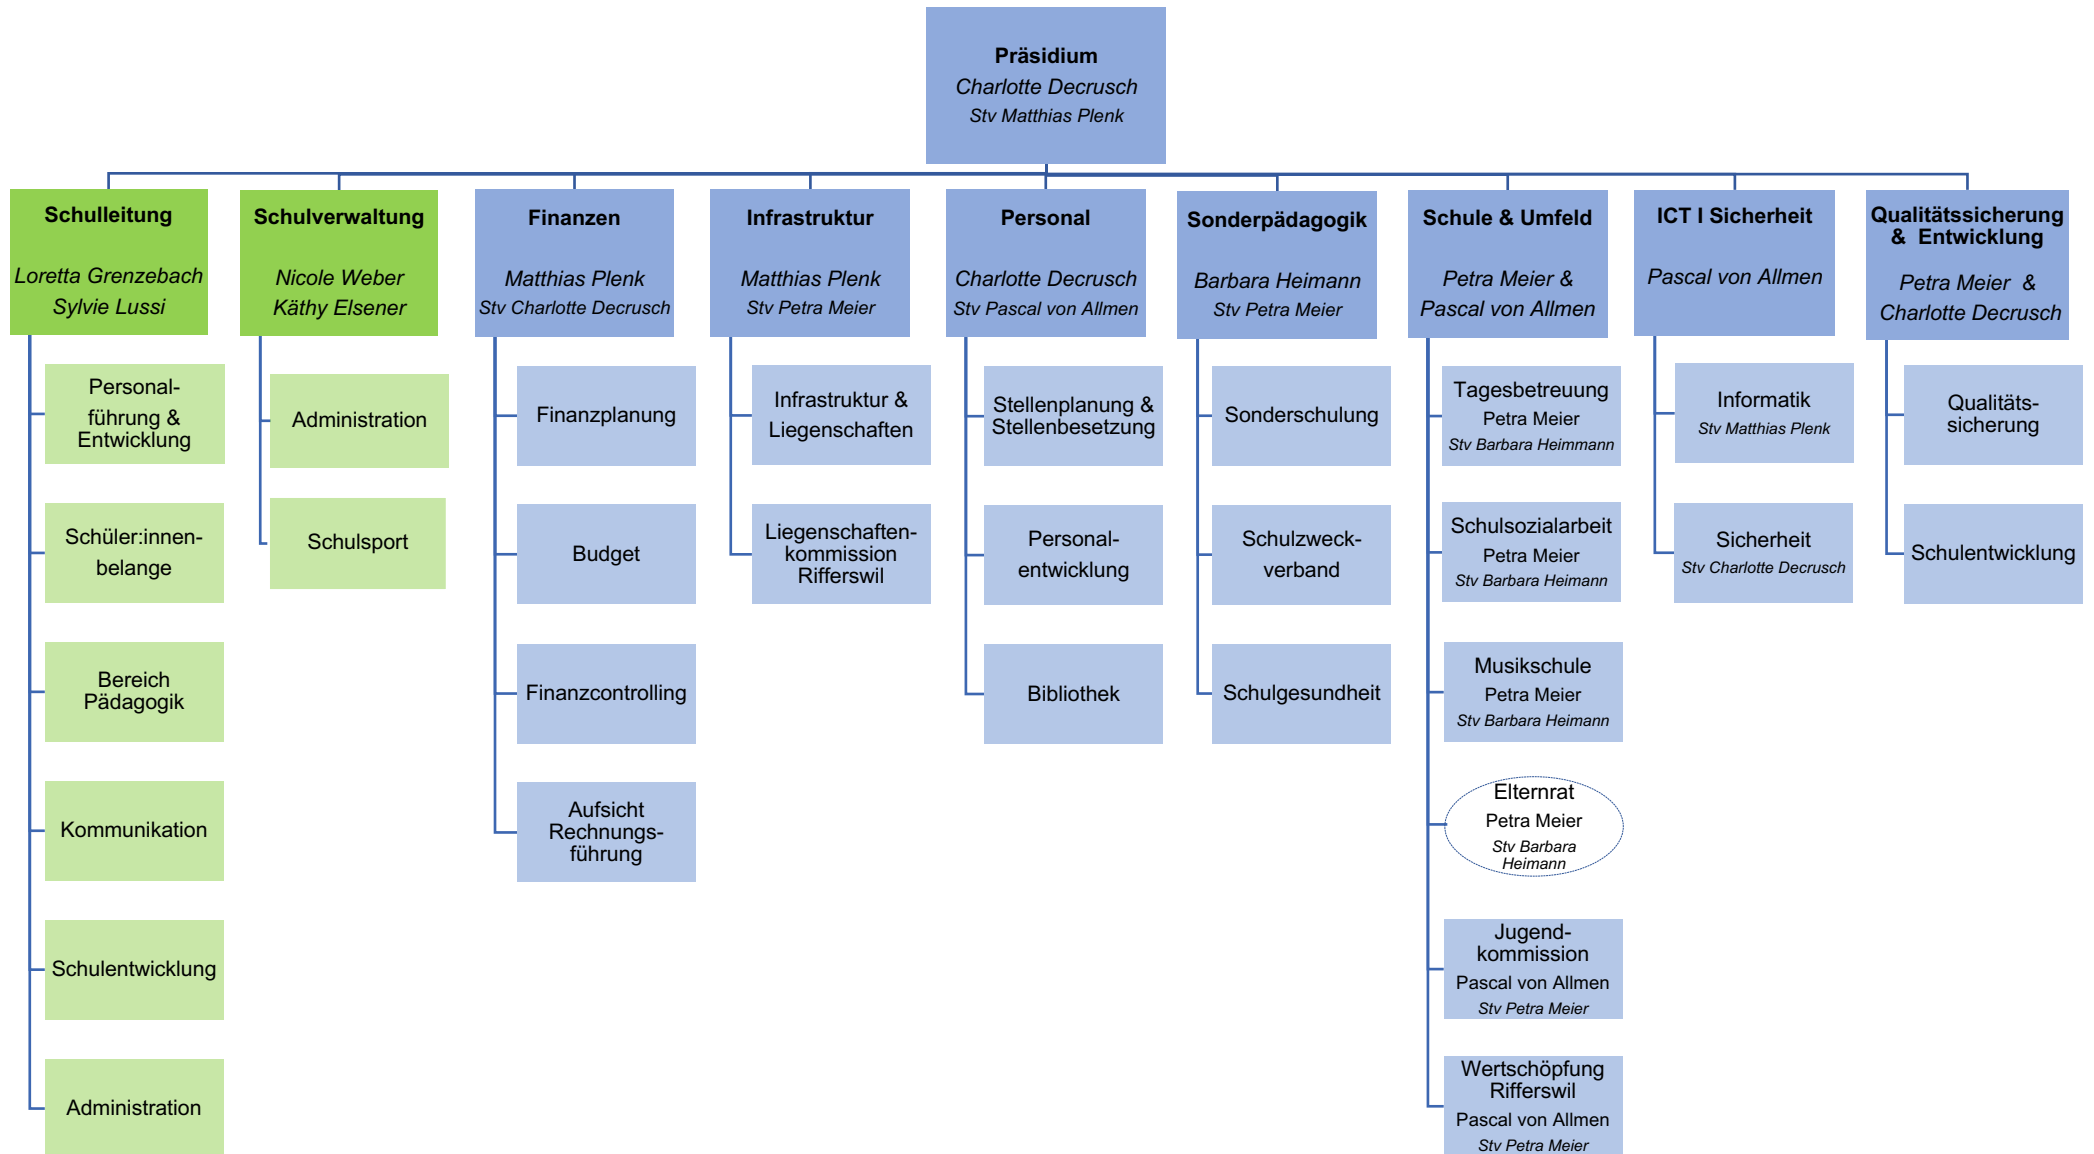 Präsidium
Charlotte Decrusch
Stv Matthias Plenk
Schulleitung
Loretta Grenzebach
Sylvie Lussi
Personal-
führung &
Entwicklung
Schüler:innen-
belange
Bereich
Pädagogik
Kommunikation
Schulentwicklung
Administration
Schulverwaltung
Nicole Weber
Käthy Elsener
Administration
Schulsport
Finanzen
Matthias Plenk
Stv Charlotte Decrusch
Finanzplanung
Budget
Finanzcontrolling
Aufsicht
Rechnungs-
führung
Infrastruktur
Matthias Plenk
Stv Petra Meier
Infrastruktur &
Liegenschaften
Liegenschaften-
kommission
Rifferswil
Personal
Charlotte Decrusch
Stv Pascal von Allmen
Stellenplanung &
Stellenbesetzung
Personal-
entwicklung
Bibliothek
Sonderpädagogik
Barbara Heimann
Stv Petra Meier
Sonderschulung
Schulzweck-
verband
Schulgesundheit
Schule & Umfeld
Petra Meier &
Pascal von Allmen
Tagesbetreuung
Petra Meier
Stv Barbara Heimmann
Schulsozialarbeit
Petra Meier
Stv Barbara Heimann
Musikschule
Petra Meier
Stv Barbara Heimann
Elternrat
Petra Meier
Stv Barbara
Heimann
Jugend-
kommission
Pascal von Allmen
Stv Petra Meier
Wertschöpfung
Rifferswil
Pascal von Allmen
Stv Petra Meier
ICT I Sicherheit
Pascal von Allmen
Informatik
Stv Matthias Plenk
Sicherheit
Stv Charlotte Decrusch
Qualitätssicherung
& Entwicklung
Petra Meier &
Charlotte Decrusch
Qualitäts-
sicherung
Schulentwicklung